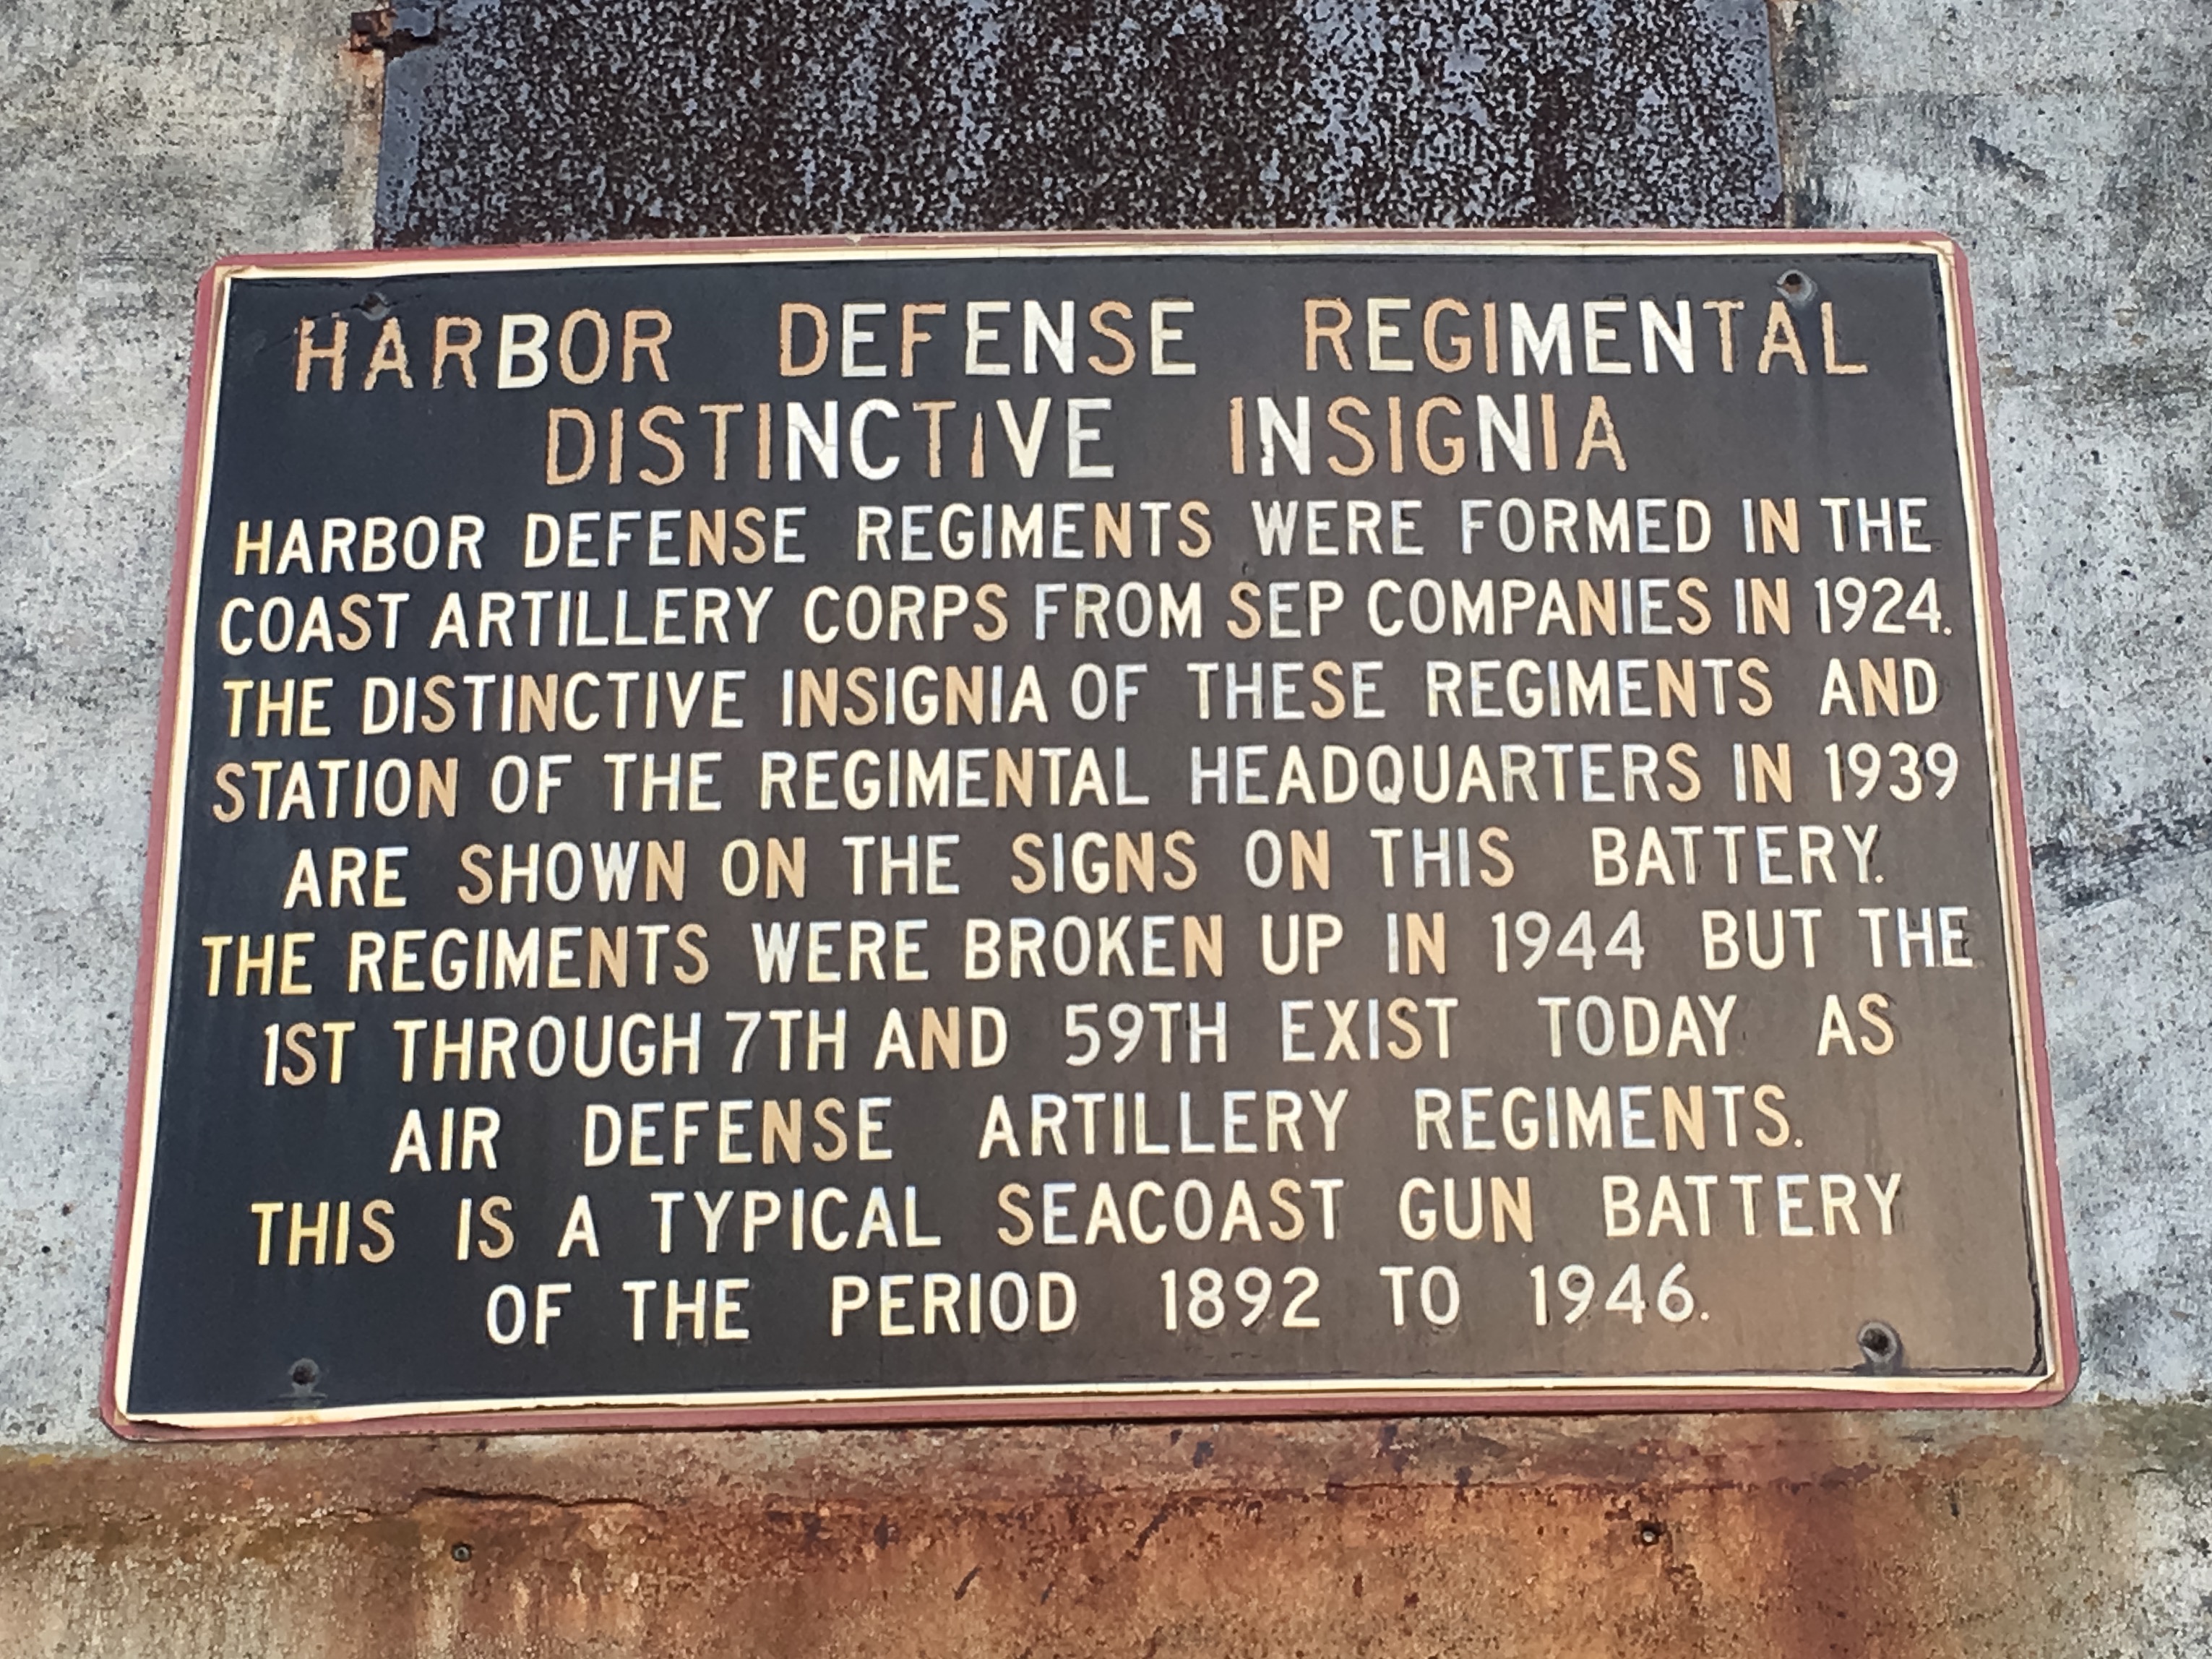 HARBOR DEFENSE REGIMENTAL
DISTINCTIVE INSIGNIA
HARBOR DEFENSE REGIMENTS WERE FORMED IN THE
COAST ARTILLERY CORPS FROM SEP COMPANIES IN 1924.
THE DISTINCTIVE INSIGNIA OF THESE REGIMENTS AND
STATION OF THE REGIMENTAL HEADQUARTERS IN 1939
ARE SHOWN ON THE SIGNS ON THIS BATTERY.
THE REGIMENTS WERE BROKEN UP IN 1944 BUT THE
1ST THROUGH 7TH AND 59TH EXIST TODAY AS
AIR DEFENSE ARTILLERY REGIMENTS.
THIS IS A TYPICAL SEACOAST GUN BATTERY
OF THE PERIOD 1892 TO 1946.